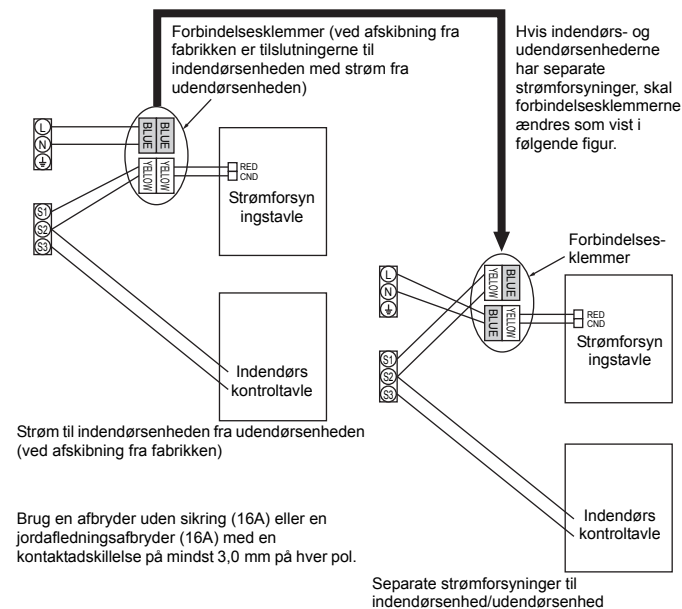 Forbindelsesklemmer (ved afskibning fra
fabrikken er tilslutningerne til
indendørsenheden med strøm fra
udendørsenheden)
Hvis indendørs- og
udendørsenhederne
har separate
strømforsyninger, skal
forbindelsesklemmerne
ændres som vist i
følgende figur.
L
N
BLUE
BLUE
YELLOW
YELLOW
RED
CND
Strømforsyn
ingstavle
S1
S2
S3
Indendørs
kontroltavle
Strøm til indendørsenheden fra udendørsenheden
(ved afskibning fra fabrikken)
Forbindelses-
klemmer
L
N
YELLOW
BLUE
BLUE
YELLOW
RED
CND
Strømforsyn
ingstavle
S1
S2
S3
Indendørs
kontroltavle
Brug en afbryder uden sikring (16A) eller en
jordafledningsafbryder (16A) med en
kontaktadskillelse på mindst 3,0 mm på hver pol.
Separate strømforsyninger til
indendørsenhed/udendørsenhed